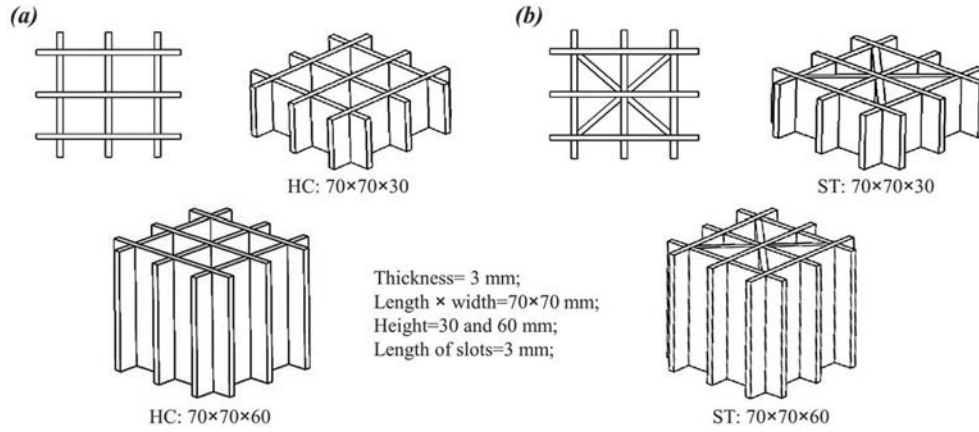 (a)
(b)
HC: 70×70×30
ST: 70×70×30
Thickness= 3 mm;
Length × width=70×70 mm;
Height=30 and 60 mm;
Length of slots=3 mm;
HC: 70×70×60
ST: 70×70×60